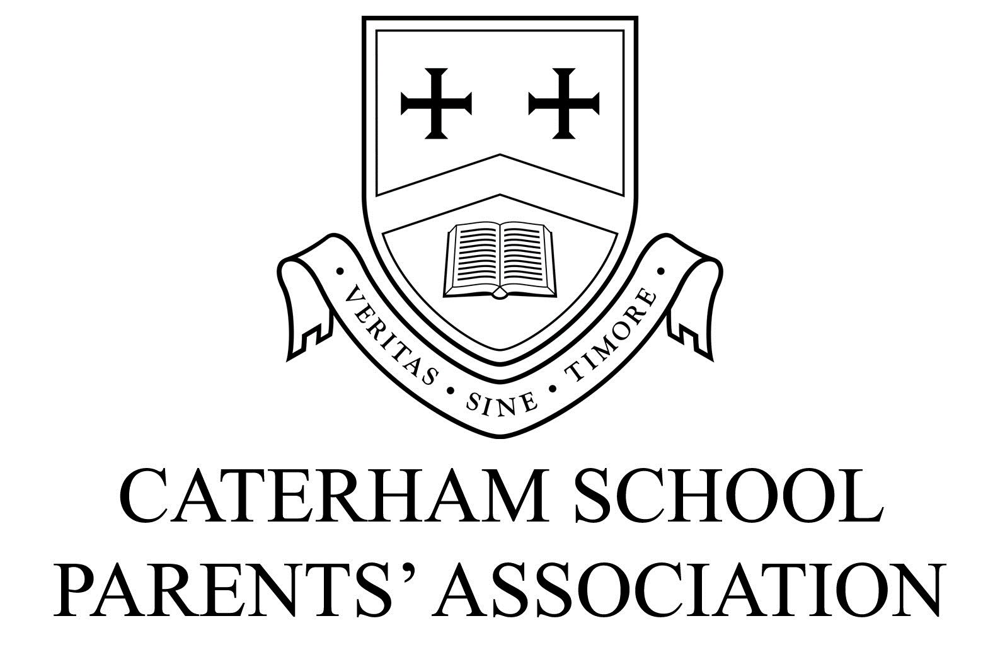 • VERITAS • SINE • TIMORE •
CATERHAM SCHOOL
PARENTS’ ASSOCIATION